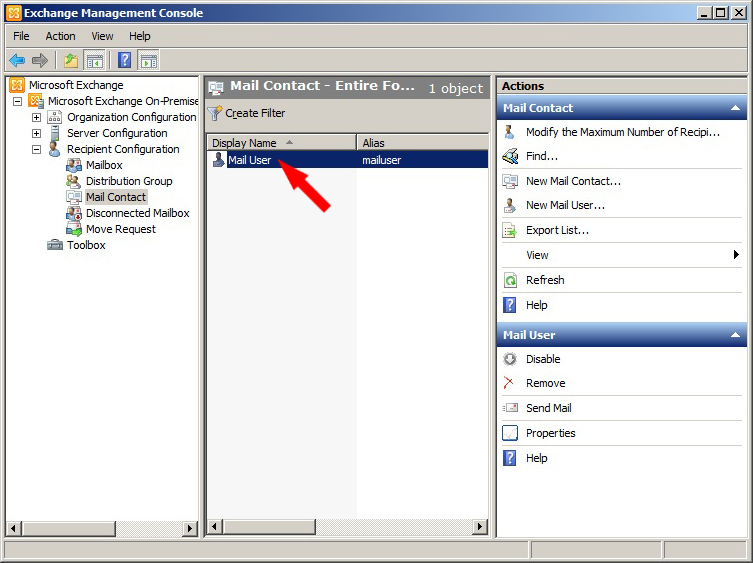 Exchange Management Console
File Action View Help
Microsoft Exchange
Microsoft Exchange On-Premise
Organization Configuration
Server Configuration
Recipient Configuration
Mailbox
Distribution Group
Mail Contact
Disconnected Mailbox
Move Request
Toolbox
Mail Contact - Entire Fo... 1 object
Create Filter
Display Name Alias
Mail User mailuser
Actions
Mail Contact
Modify the Maximum Number of Recipi...
Find...
New Mail Contact...
New Mail User...
Export List...
View
Refresh
Help
Mail User
Disable
Remove
Send Mail
Properties
Help